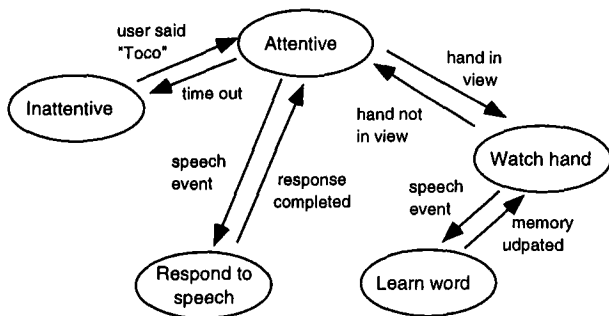 user said
"Toco"
Attentive
hand in
view
Inattentive
time out
hand not
in view
Watch hand
speech
event
response
completed
speech
event
memory
udpated
Respond to
speech
Learn word